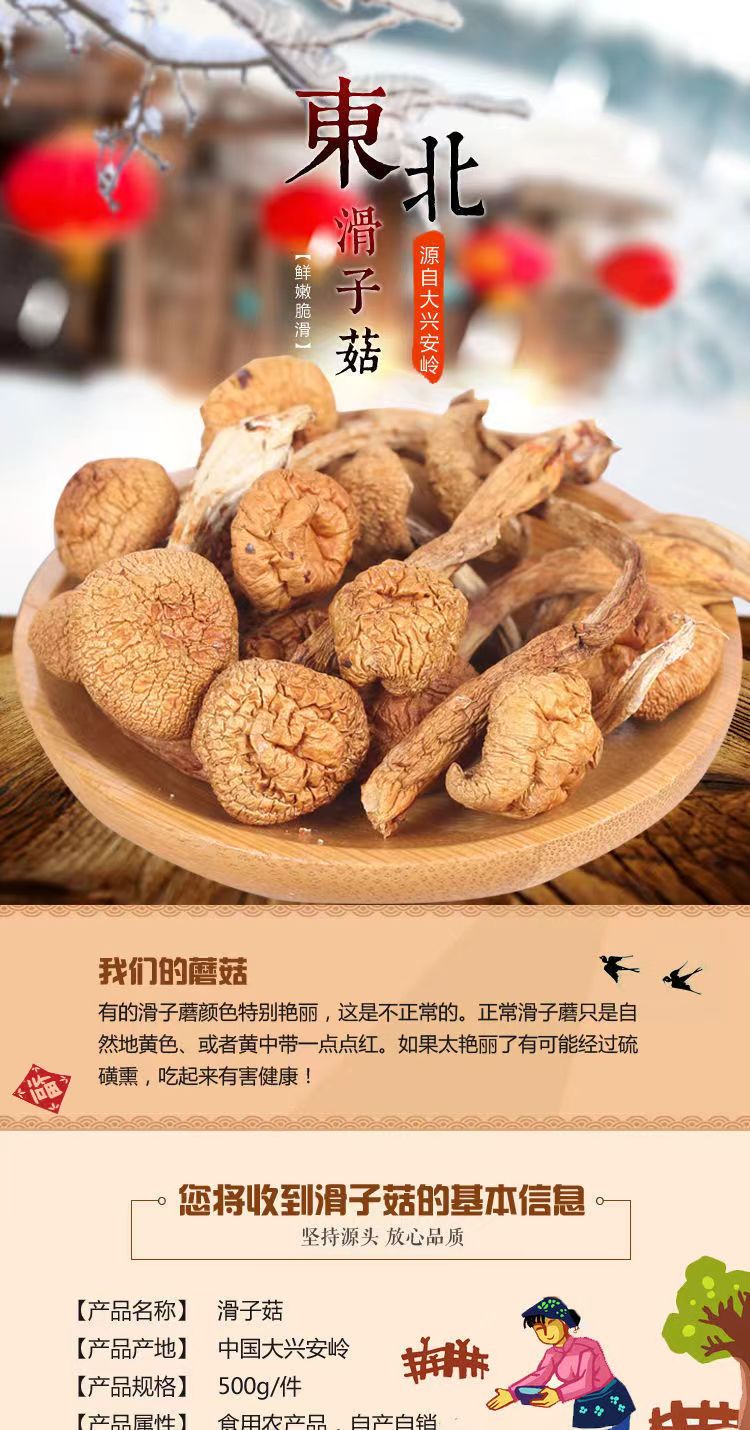 東北
滑子菇
【鲜嫩脆滑】
源自大兴安岭
我们的蘑菇
有的滑子蘑颜色特别艳丽，这是不正常的。正常滑子蘑只是自
然地黄色、或者黄中带一点点红。如果太艳丽了有可能经过硫
磺熏，吃起来有害健康！
您将收到滑子菇的基本信息
坚持源头 放心品质
【产品名称】 滑子菇
【产品产地】 中国大兴安岭
【产品规格】 500g/件
【产品属性】 食用农产品，自产自销